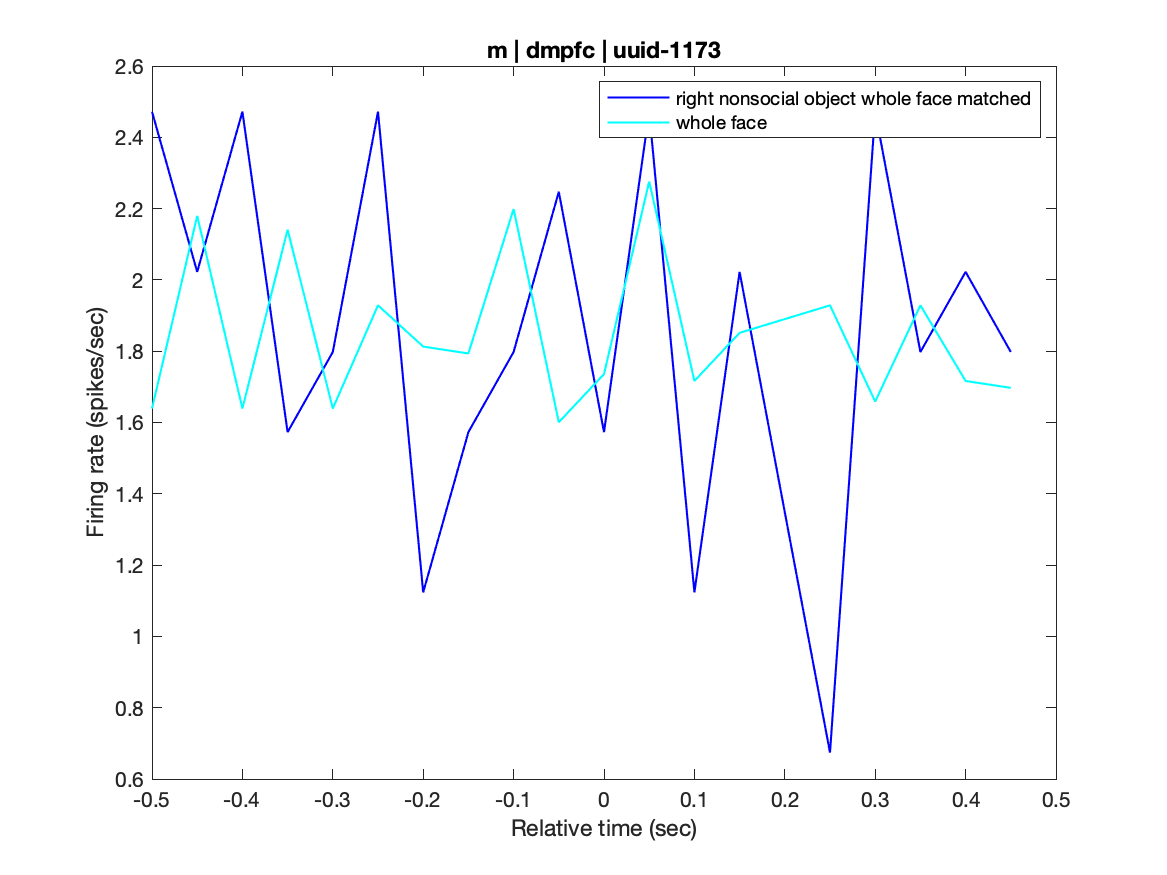 m | dmpfc | uuid-1173
right nonsocial object whole face matched
whole face
Firing rate (spikes/sec)
2.6
2.4
2.2
2
1.8
1.6
1.4
1.2
1
0.8
0.6
-0.5 -0.4 -0.3 -0.2 -0.1 0 0.1 0.2 0.3 0.4 0.5
Relative time (sec)